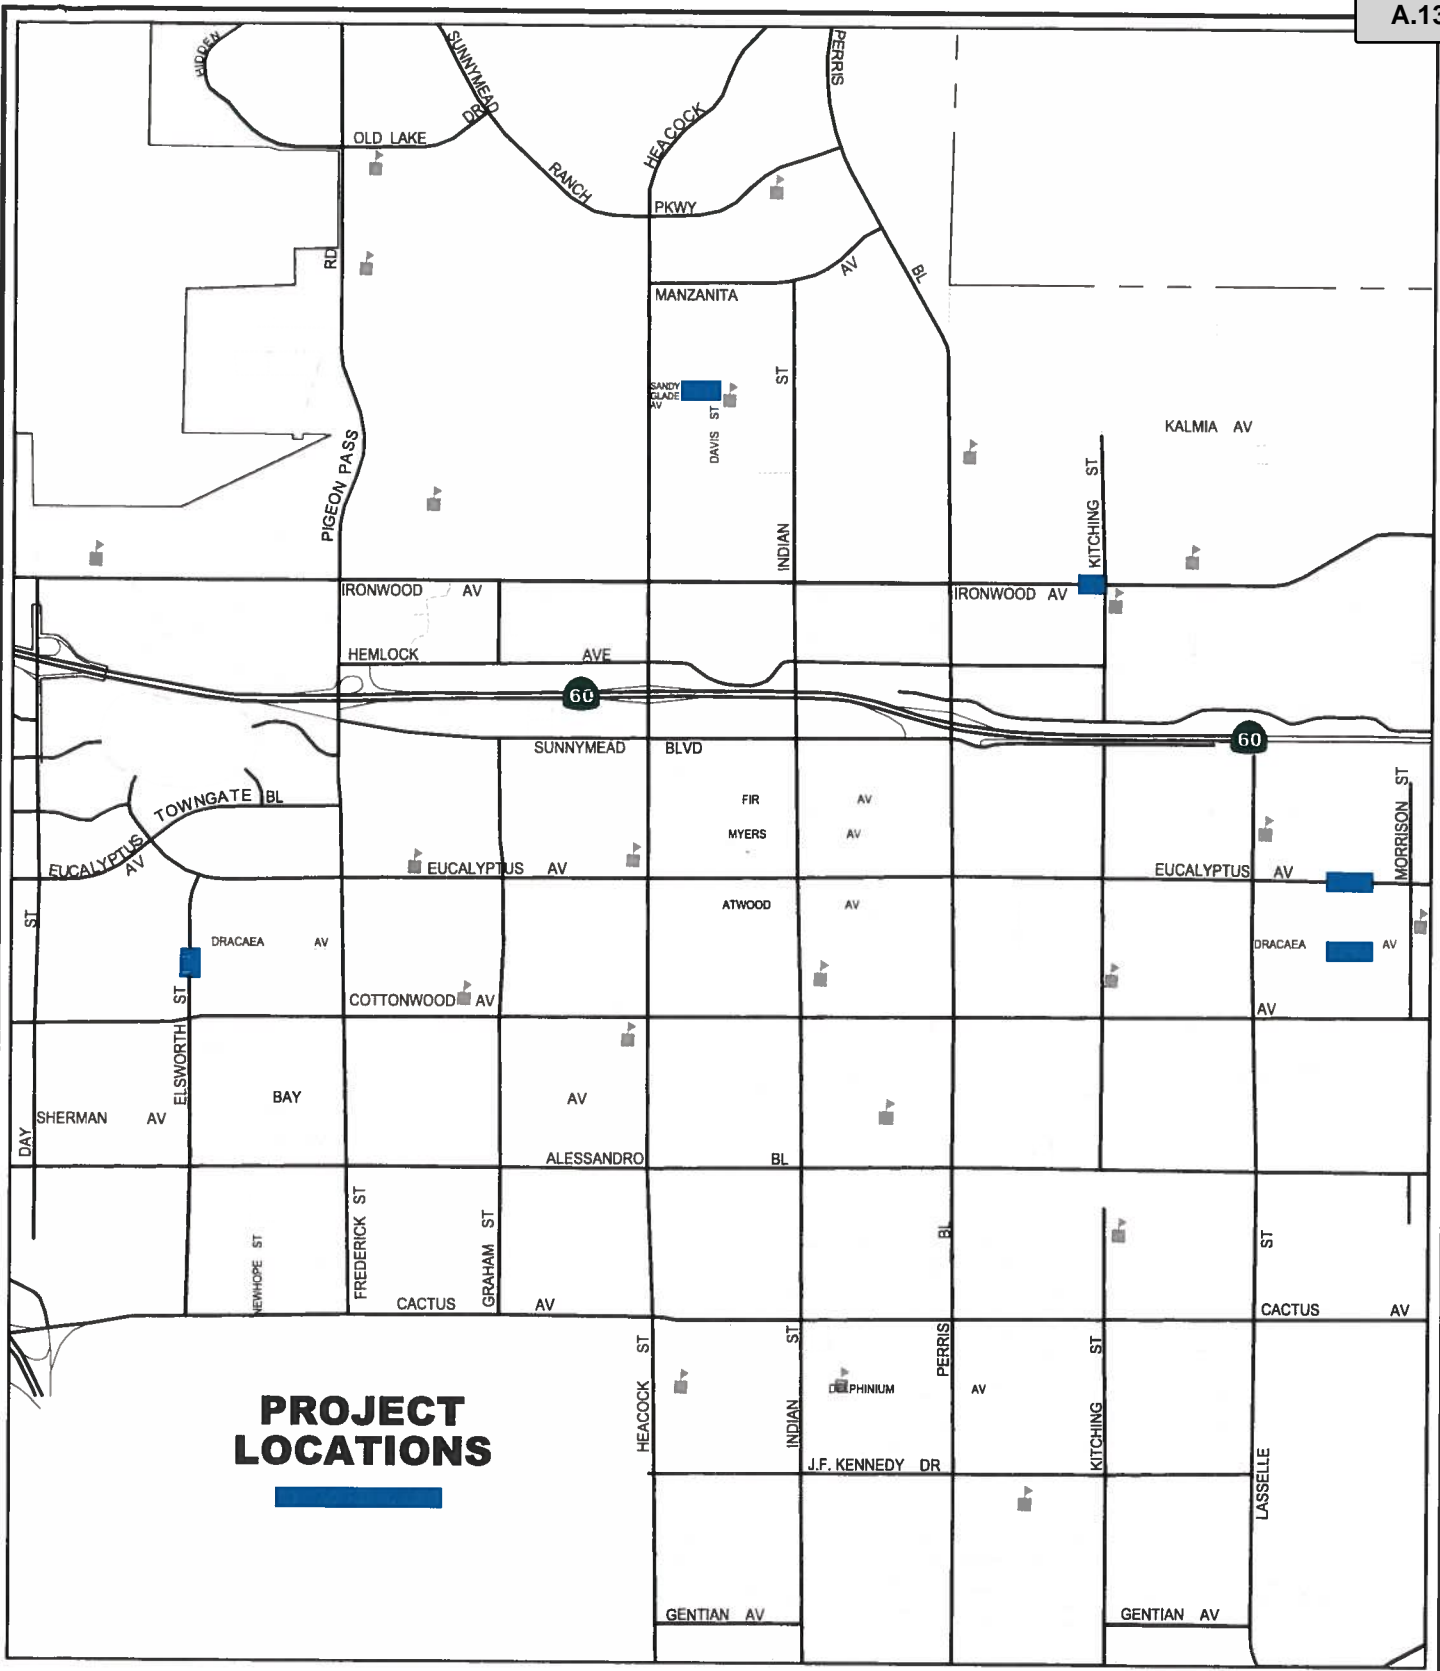 A.13
HIDDEN
SUNNYMEAD
PERRIS
DR
OLD LAKE
HEACOCK
RANCH
PKWY
RD
AV
BL
MANZANITA
SANDY
GLADE
AV
DAVIS ST
ST
INDIAN
KALMIA AV
KITCHING ST
PIGEON PASS
IRONWOOD AV
IRONWOOD AV
HEMLOCK AVE
60
60
SUNNYMEAD BLVD
TOWNGATE BL
FIR AV
MYERS AV
MORRISON ST
EUCALYPTUS
AV
EUCALYPTUS AV
EUCALYPTUS AV
ATWOOD AV
ST
DRACAEA AV
DRACAEA AV
COTTONWOOD AV
AV
ELSWORTH ST
BAY AV
SHERMAN AV
DAY
ALESSANDRO BL
FREDERICK ST
GRAHAM ST
NEWHOPE ST
BL
ST
CACTUS AV
CACTUS AV
HEACOCK ST
INDIAN ST
PERRIS
KITCHING ST
DELPHINIUM AV
PROJECT
LOCATIONS
J.F. KENNEDY DR
LASSELLE
GENTIAN AV
GENTIAN AV